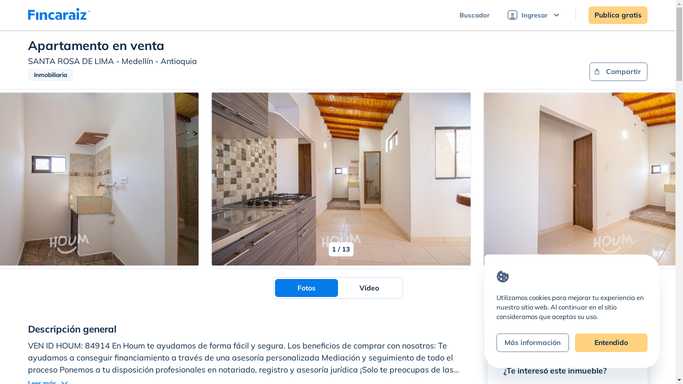 Fincaraiz
Buscador
Ingresar
Publica gratis
Apartamento en venta
SANTA ROSA DE LIMA - Medellín - Antioquia
Inmobiliaria
Compartir
HOUM
HOUM
HOUM
1 / 13
Fotos
Video
Descripción general
VEN ID HOUM: 84914 En Houm te ayudamos de forma fácil y segura. Los beneficios de comprar con nosotros: Te
ayudamos a conseguir financiamiento a través de una asesoría personalizada Mediación y seguimiento de todo el
proceso Ponemos a tu disposición profesionales en notariado, registro y asesoría jurídica ¡Solo te preocupas de las...
Leer más
Utilizamos cookies para mejorar tu experiencia en
nuestro sitio web. Al continuar en el sitio
consideramos que aceptas su uso.
Más información
Entendido
¿Te interesó este inmueble?